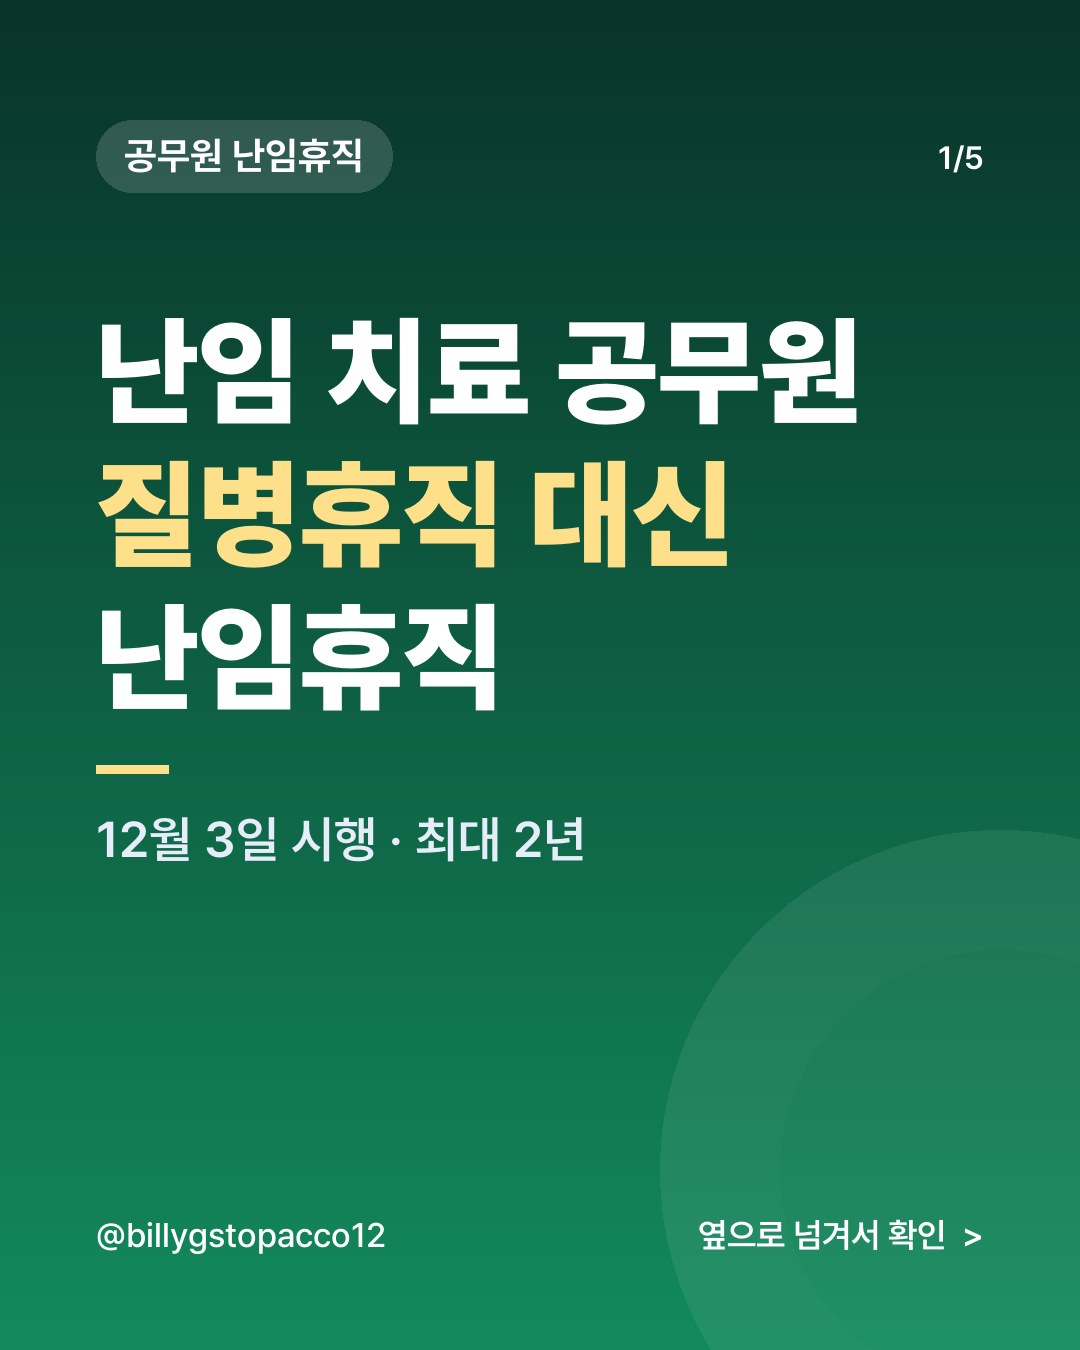 공무원 난임휴직
1/5
난임 치료 공무원
질병휴직 대신
난임휴직
12월 3일 시행 · 최대 2년
@billygstopacco12
옆으로 넘겨서 확인 >